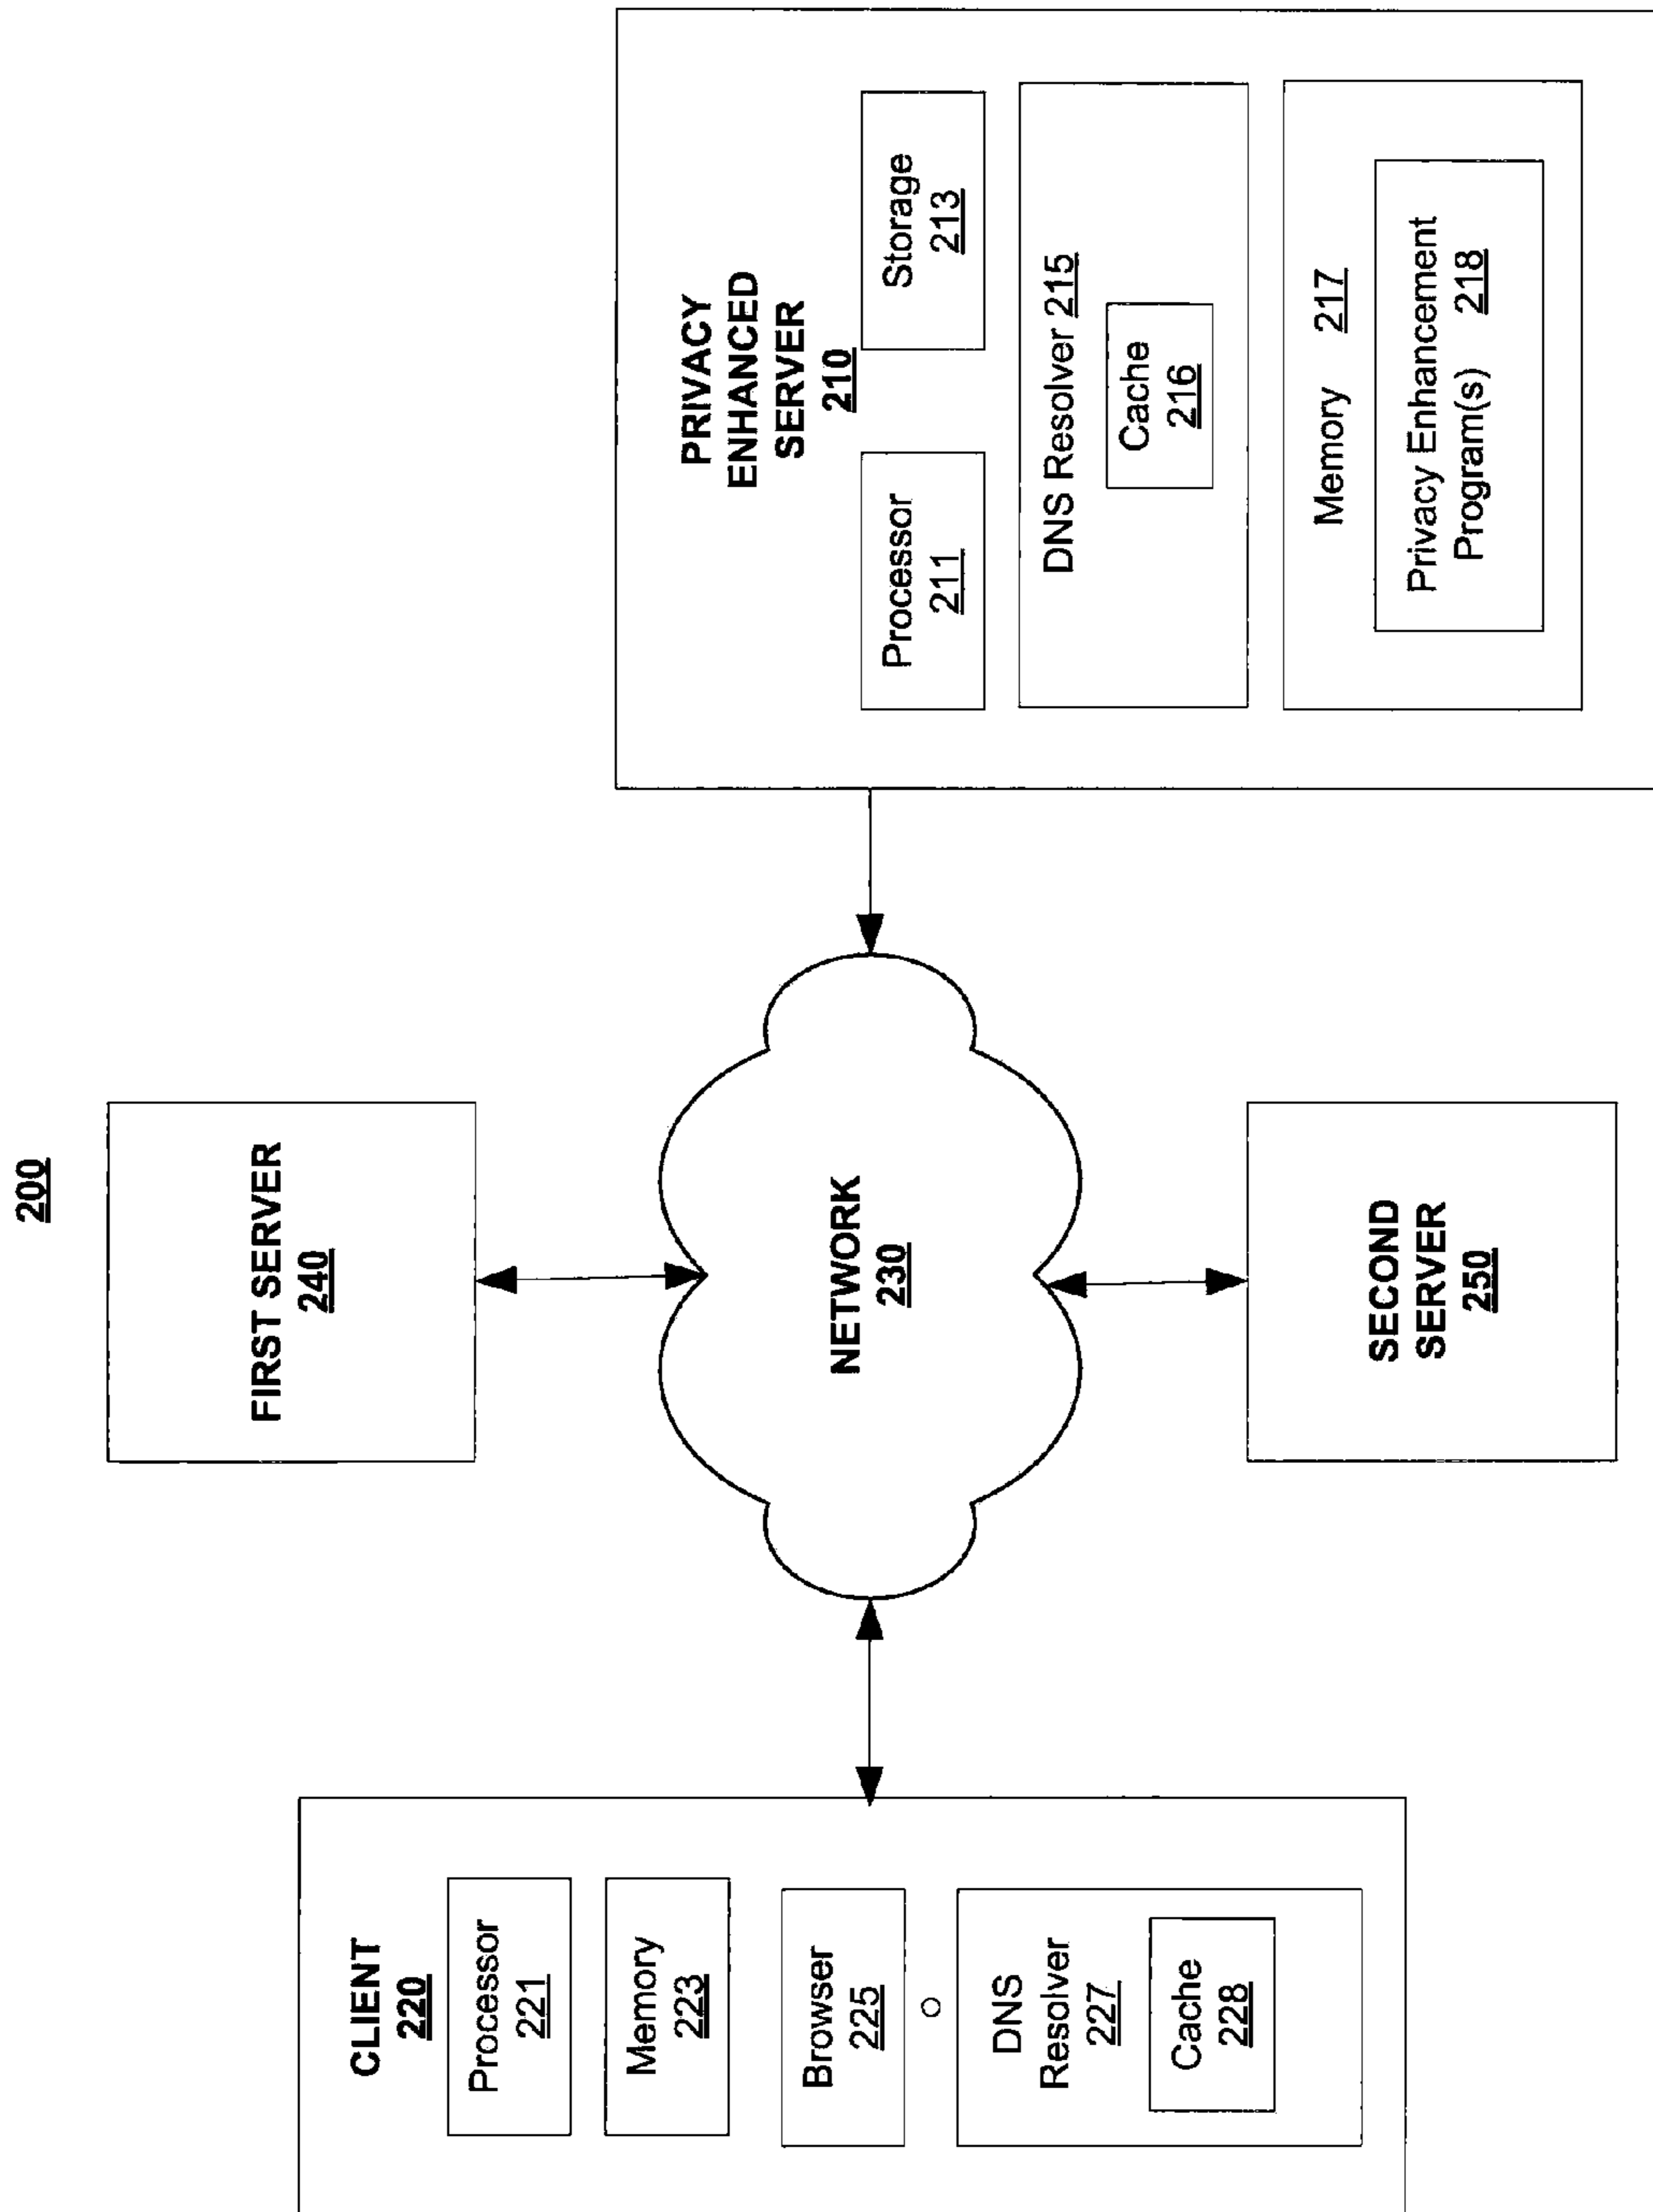 200
CLIENT
220
Processor
221
Memory
223
Browser
225
DNS
Resolver
227
Cache
228
FIRST SERVER
240
NETWORK
230
SECOND
SERVER
250
PRIVACY
ENHANCED
SERVER
210
Processor
211
Storage
213
DNS Resolver 215
Cache
216
Memory 217
Privacy Enhancement
Program(s) 218